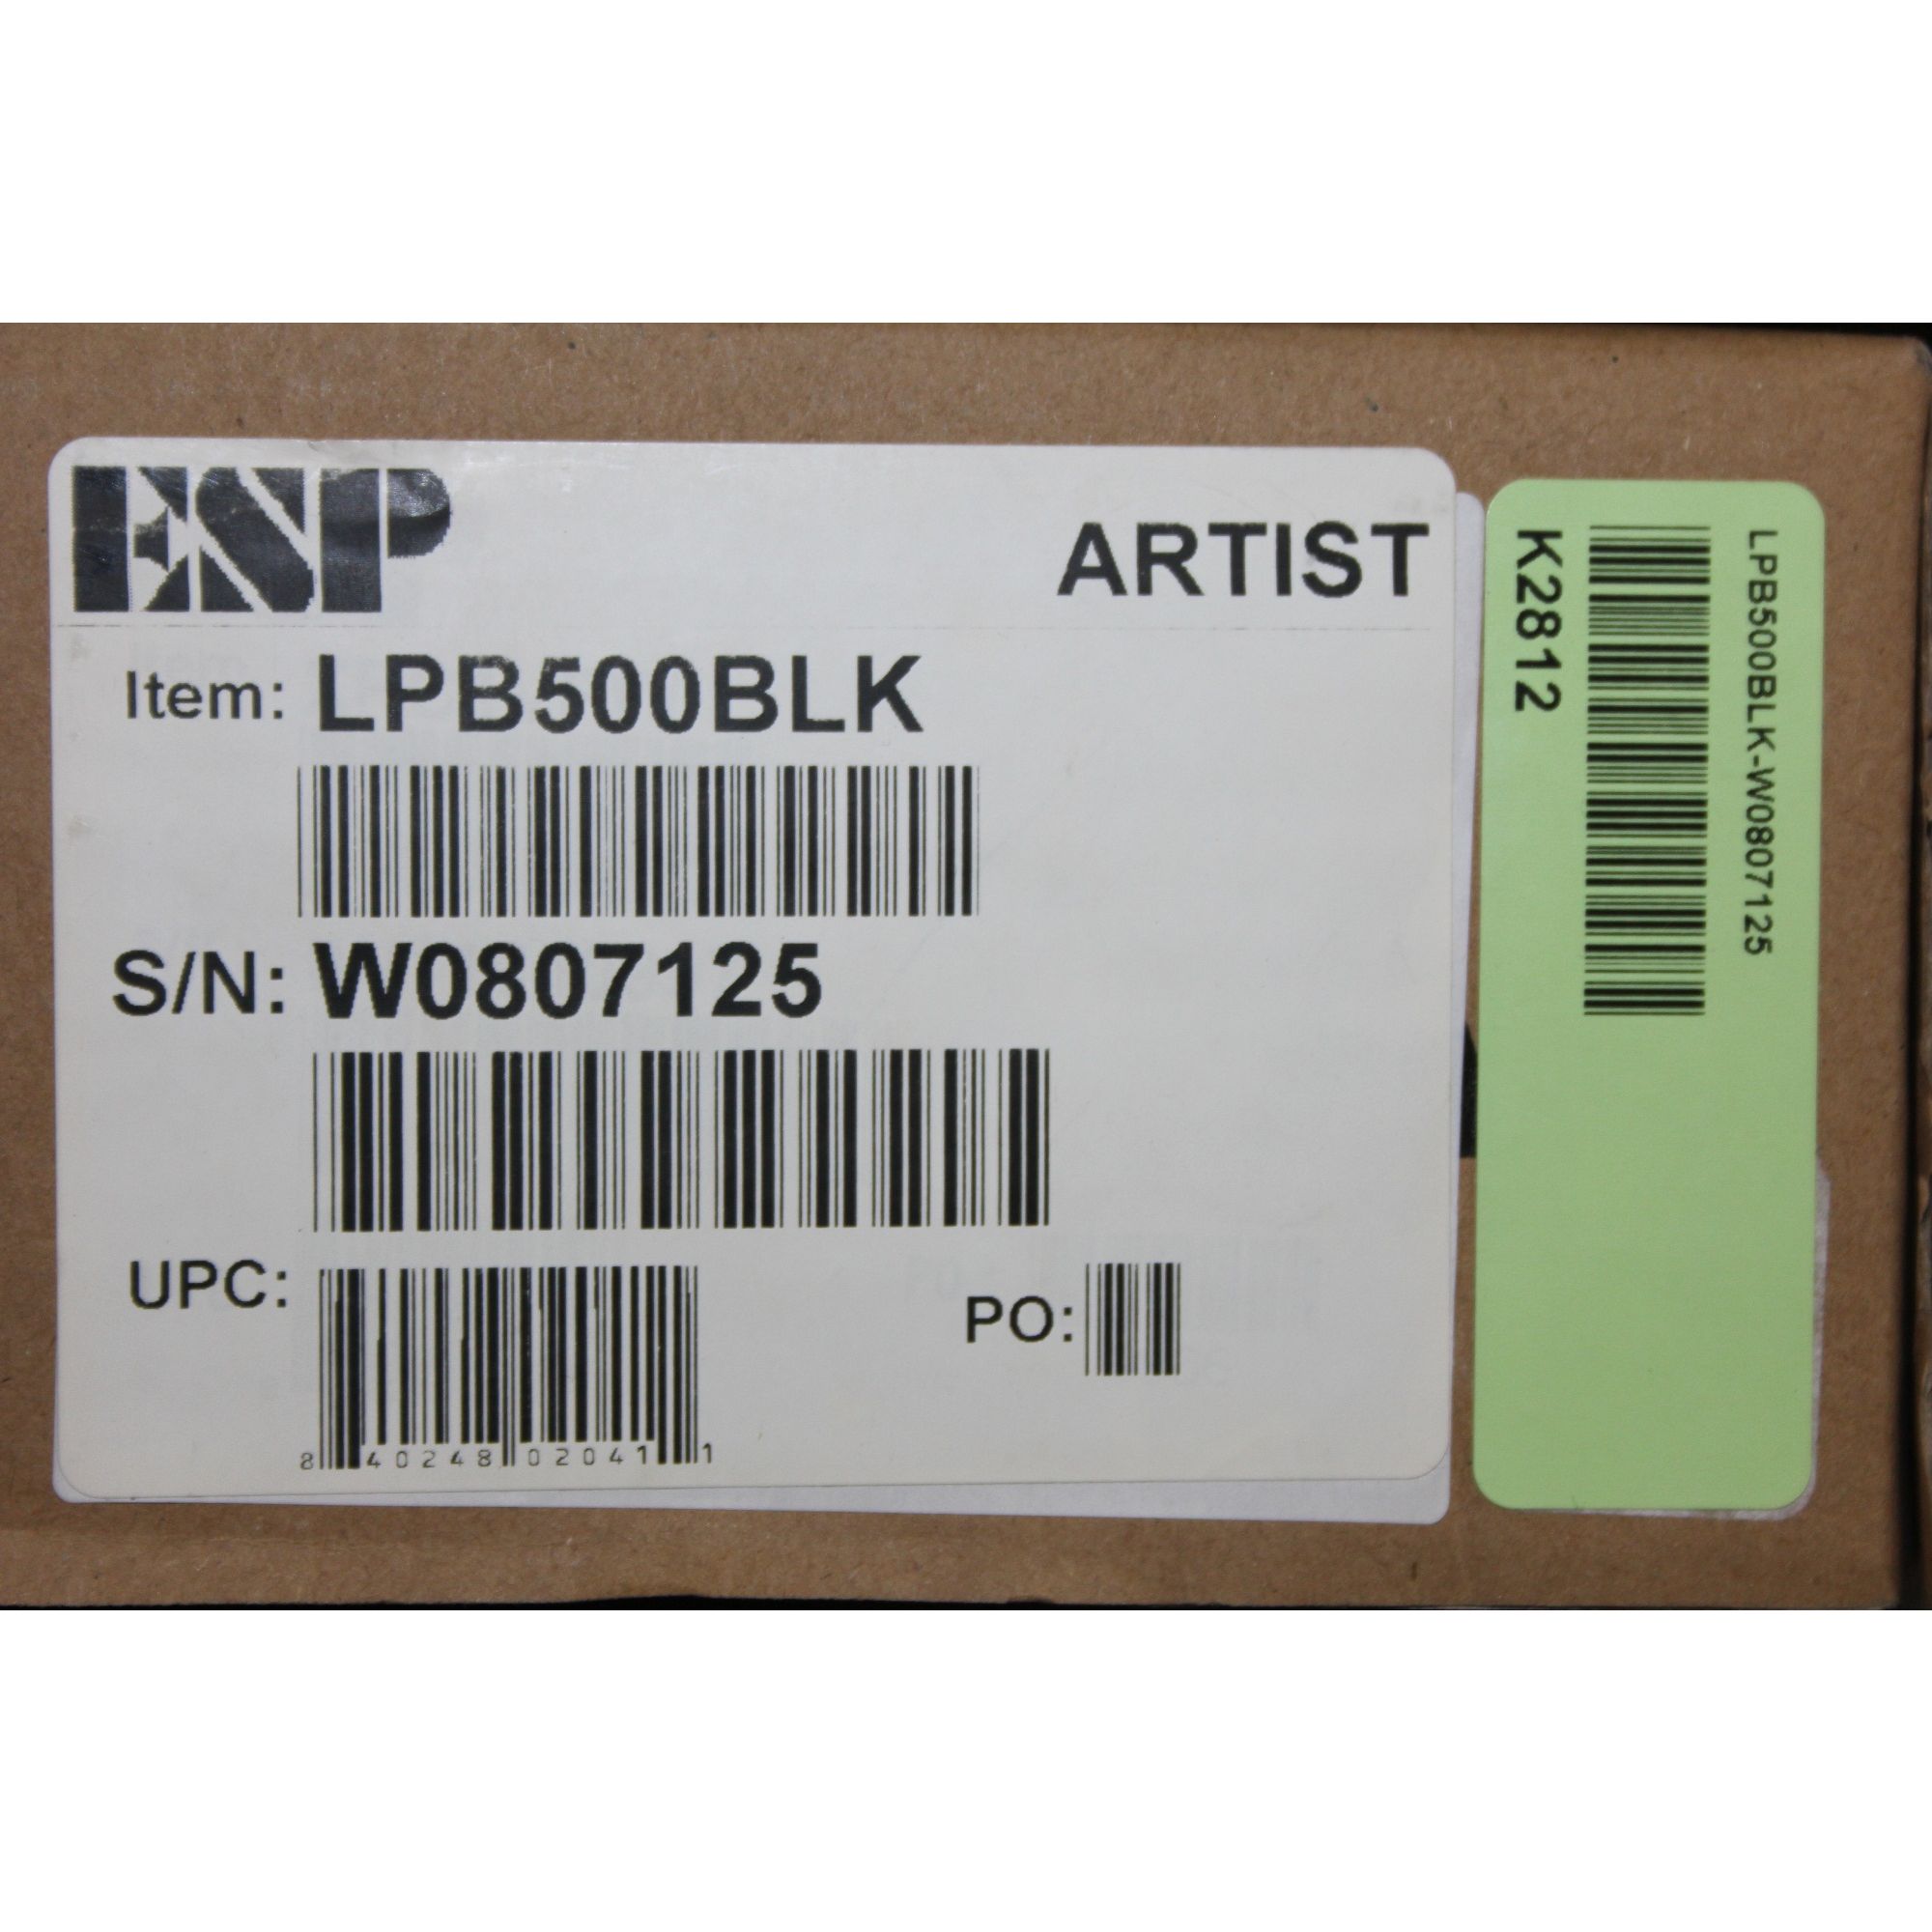 ESP
ARTIST
Item: LPB500BLK
S/N: W0807125
UPC:
8 40248 02041 1
PO:
LPB500BLK-W0807125
K2812